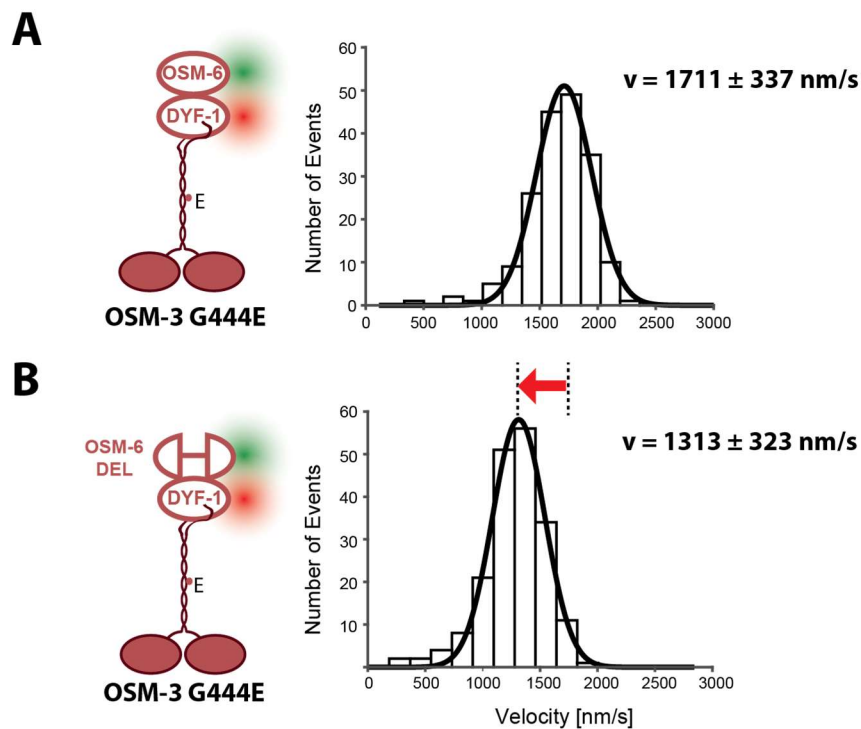 A
OSM-6
DYF-1
E
OSM-3 G444E
Number of Events
60
50
40
30
20
10
0
0 500 1000 1500 2000 2500 3000
v = 1711 ± 337 nm/s
B
OSM-6
DEL
DYF-1
E
OSM-3 G444E
Number of Events
60
50
40
30
20
10
0 500 1000 1500 2000 2500 3000
Velocity [nm/s]
v = 1313 ± 323 nm/s